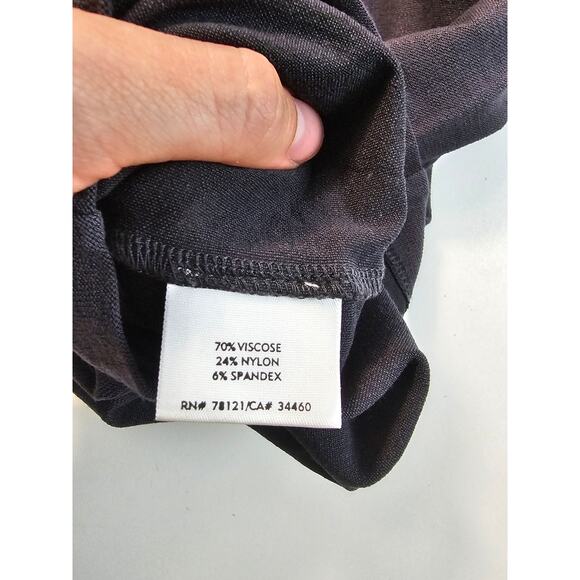 70% VISCOSE
24% NYLON
6% SPANDEX
RN# 78121/CA# 34460